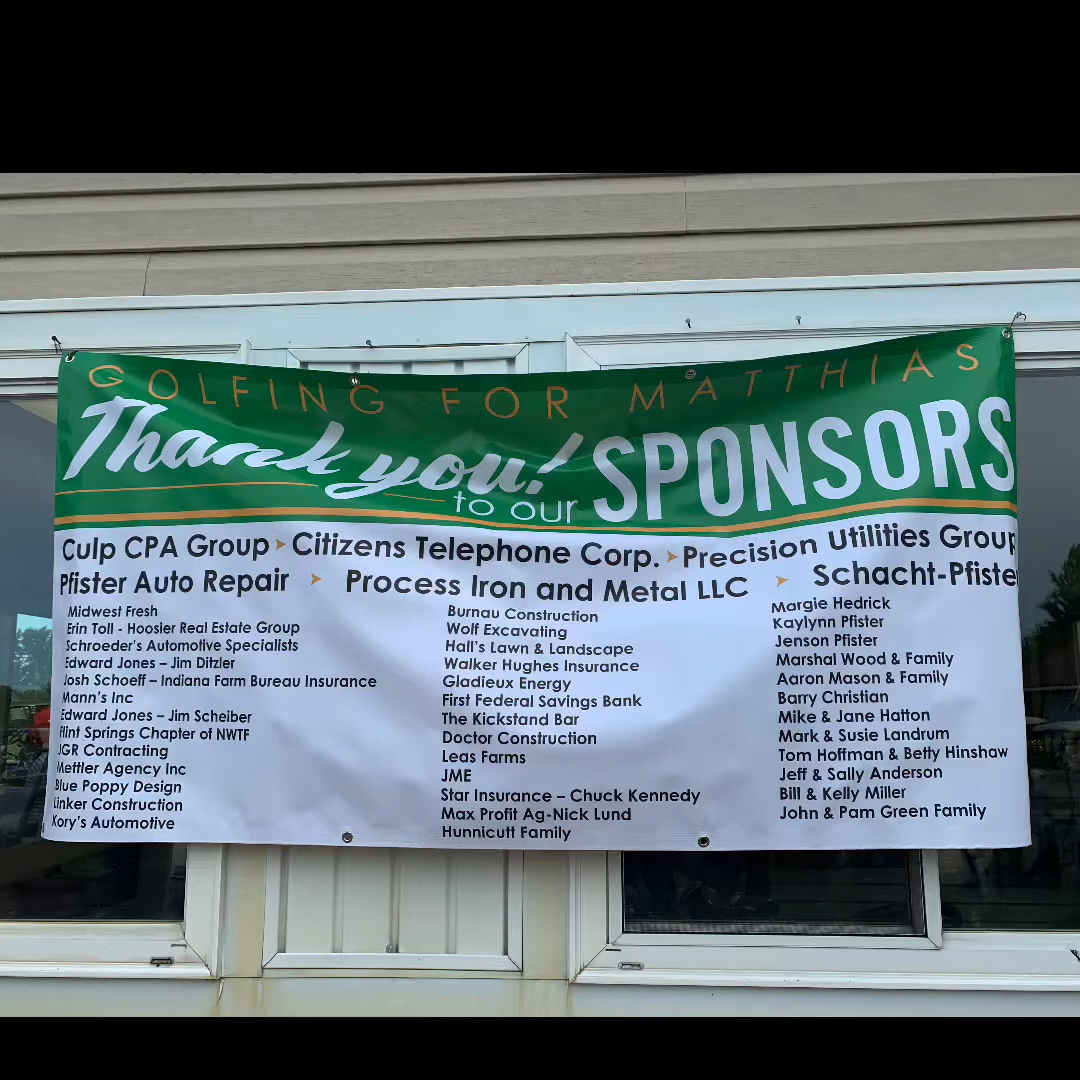 GOLFING FOR MATTHIAS
Thank you! to our SPONSORS
Culp CPA Group ➤ Citizens Telephone Corp. ➤ Precision Utilities Group
Pfister Auto Repair ➤ Process Iron and Metal LLC ➤ Schacht-Pfiste
Midwest Fresh
Erin Toll - Hoosier Real Estate Group
Schroeder's Automotive Specialists
Edward Jones – Jim Ditzler
Josh Schoeff – Indiana Farm Bureau Insurance
Mann's Inc
Edward Jones – Jim Scheiber
Flint Springs Chapter of NWTF
JGR Contracting
Mettler Agency Inc
Blue Poppy Design
Linker Construction
Kory's Automotive
Burnau Construction
Wolf Excavating
Hall's Lawn & Landscape
Walker Hughes Insurance
Gladieux Energy
First Federal Savings Bank
The Kickstand Bar
Doctor Construction
Leas Farms
JME
Star Insurance – Chuck Kennedy
Max Profit Ag-Nick Lund
Hunnicutt Family
Margie Hedrick
Kaylynn Pfister
Jenson Pfister
Marshal Wood & Family
Aaron Mason & Family
Barry Christian
Mike & Jane Hatton
Mark & Susie Landrum
Tom Hoffman & Betty Hinshaw
Jeff & Sally Anderson
Bill & Kelly Miller
John & Pam Green Family